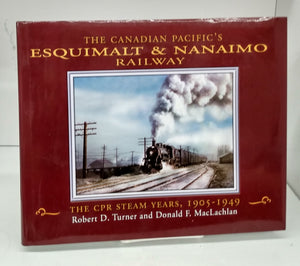 THE CANADIAN PACIFIC'S
ESQUIMALT & NANAIMO
RAILWAY
THE CPR STEAM YEARS, 1905-1949
Robert D. Turner and Donald F. MacLachlan